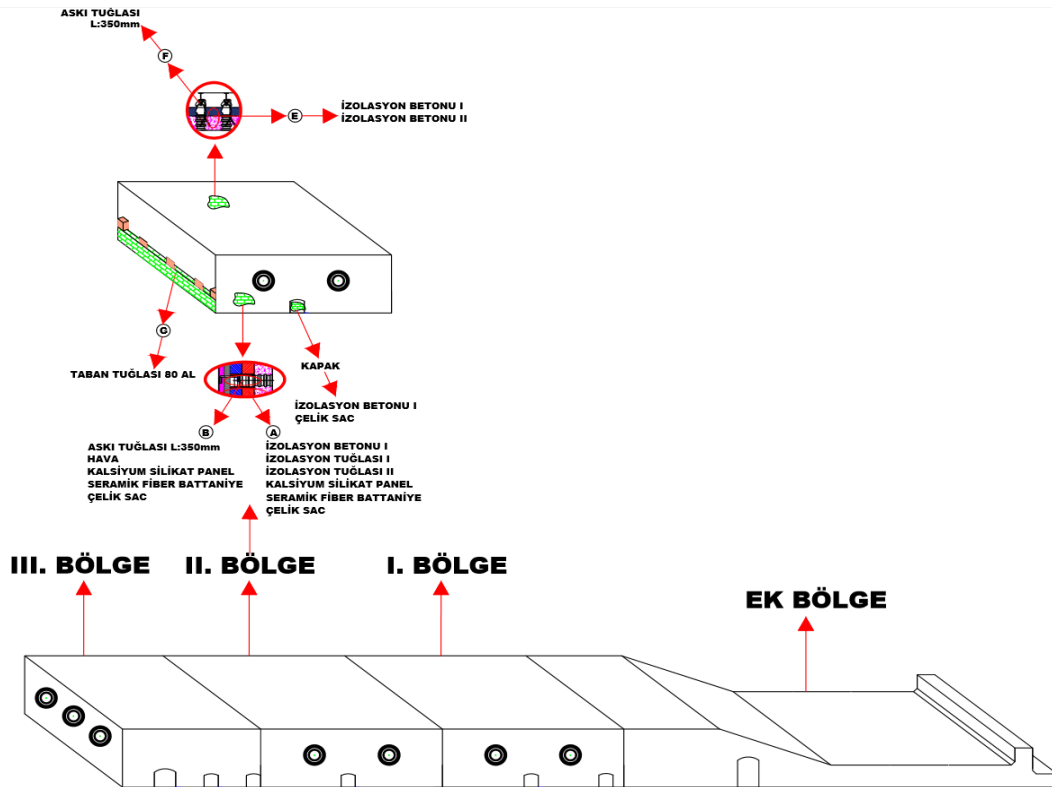 ASKI TUĞLASI
L:350mm
F
E
İZOLASYON BETONU I
İZOLASYON BETONU II
G
TABAN TUĞLASI 80 AL
KAPAK
İZOLASYON BETONU I
ÇELİK SAC
B
A
ASKI TUĞLASI L:350mm
HAVA
KALSİYUM SİLİKAT PANEL
SERAMİK FİBER BATTANİYE
ÇELİK SAC
İZOLASYON BETONU I
İZOLASYON TUĞLASI I
İZOLASYON TUĞLASI II
KALSİYUM SİLİKAT PANEL
SERAMİK FİBER BATTANİYE
ÇELİK SAC
III. BÖLGE
II. BÖLGE
I. BÖLGE
EK BÖLGE